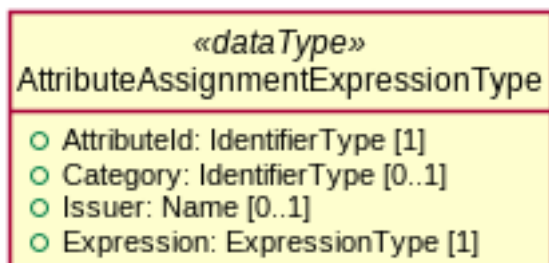 «dataType»
AttributeAssignmentExpressionType
AttributeId: IdentifierType [1]
Category: IdentifierType [0..1]
Issuer: Name [0..1]
Expression: ExpressionType [1]